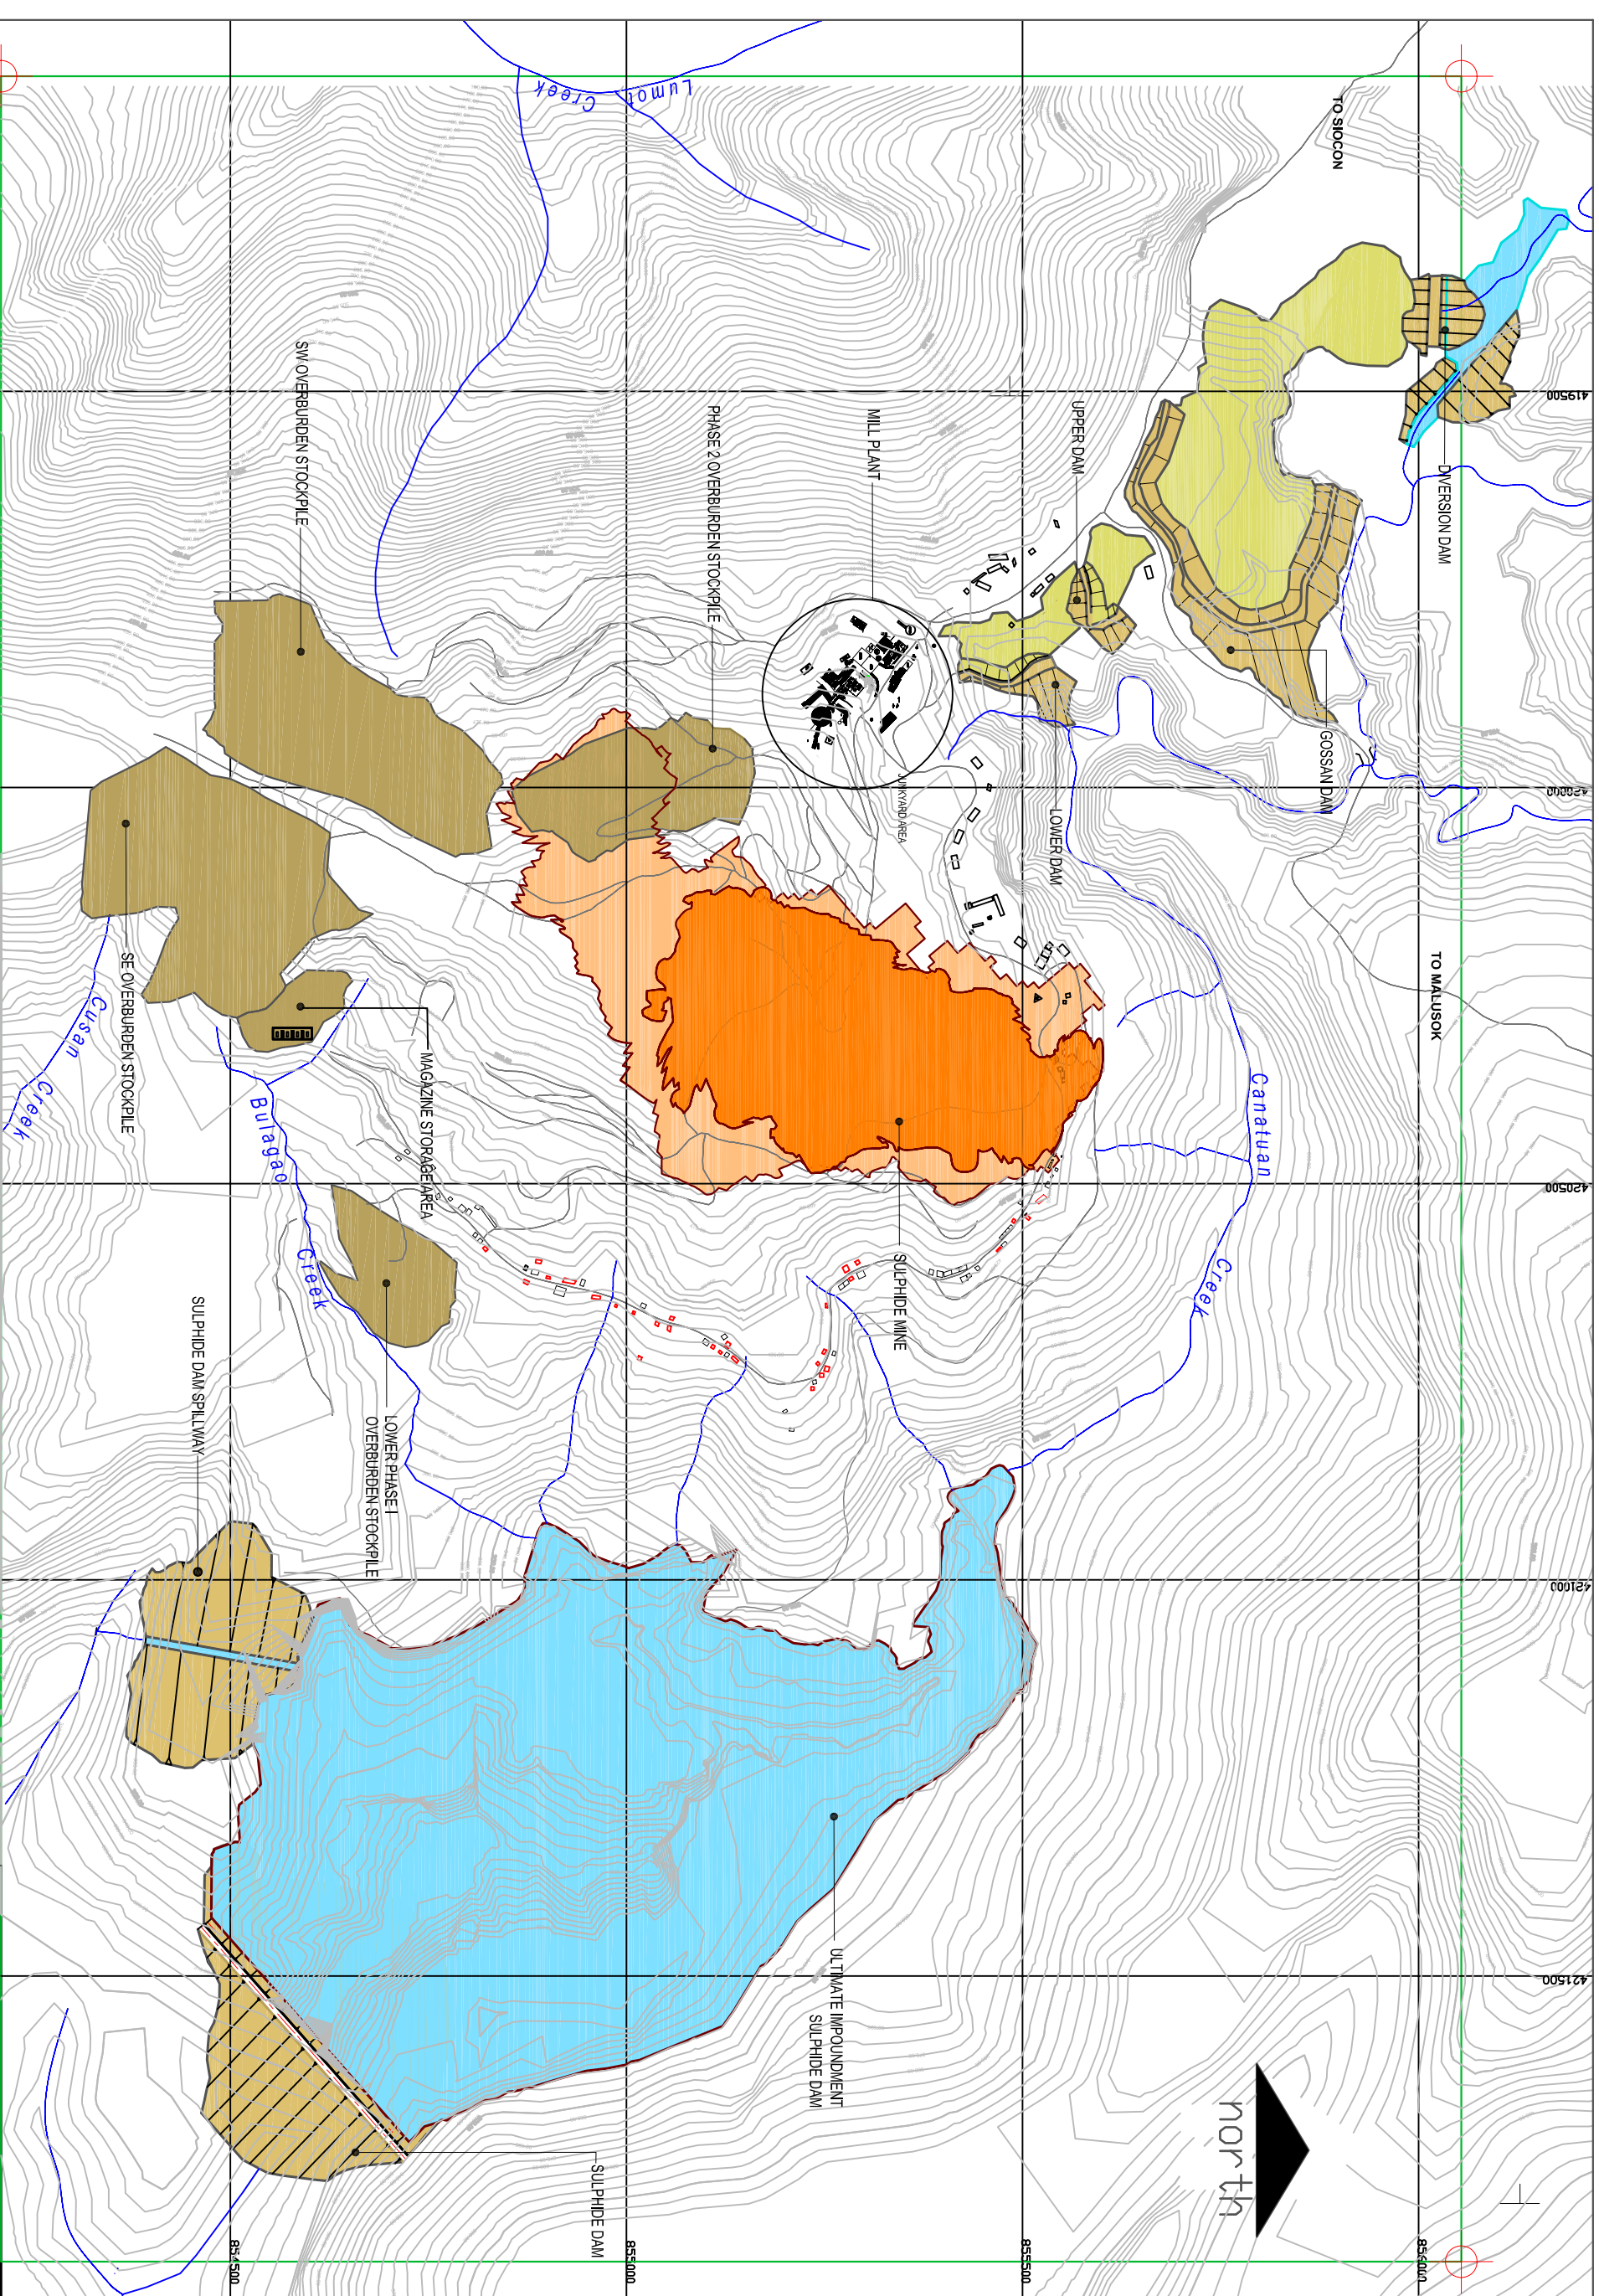 Lumot
Creek
TO SIOCON
419500
DIVERSION DAM
UPPER DAM
MILL PLANT
PHASE 2 OVERBURDEN STOCKPILE
SW OVERBURDEN STOCKPILE
GOSSAN DAM
420000
LOWER DAM
JUNKYARD AREA
TO MALISOK
SE OVERBURDEN STOCKPILE
Cusan
Creek
MAGAZINE STORAGE AREA
Bulagao
Creek
Canatuan
Creek
420500
SULPHIDE MINE
SULPHIDE DAM SPILLWAY
LOWER PHASE I
OVERBURDEN STOCKPILE
421000
ULTIMATE IMPOUNDMENT
SULPHIDE DAM
421500
north
SULPHIDE DAM
854500
855000
855500
856000